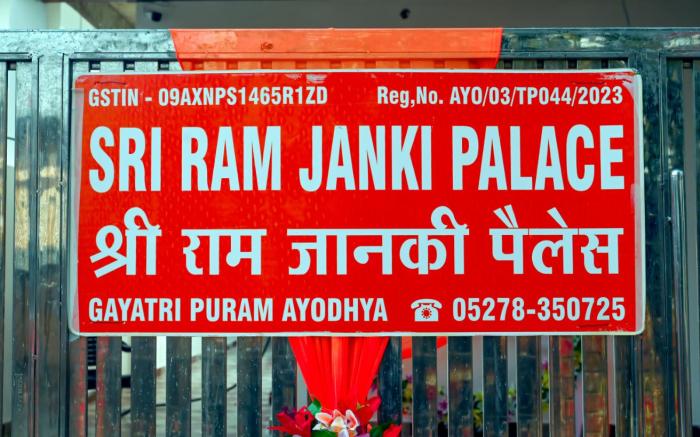 GSTIN - 09AXNPS1465R1ZD Reg,No. AYO/03/TP044/2023
SRI RAM JANKI PALACE
श्री राम जानकी पैलेस
GAYATRI PURAM AYODHYA ☎ 05278-350725